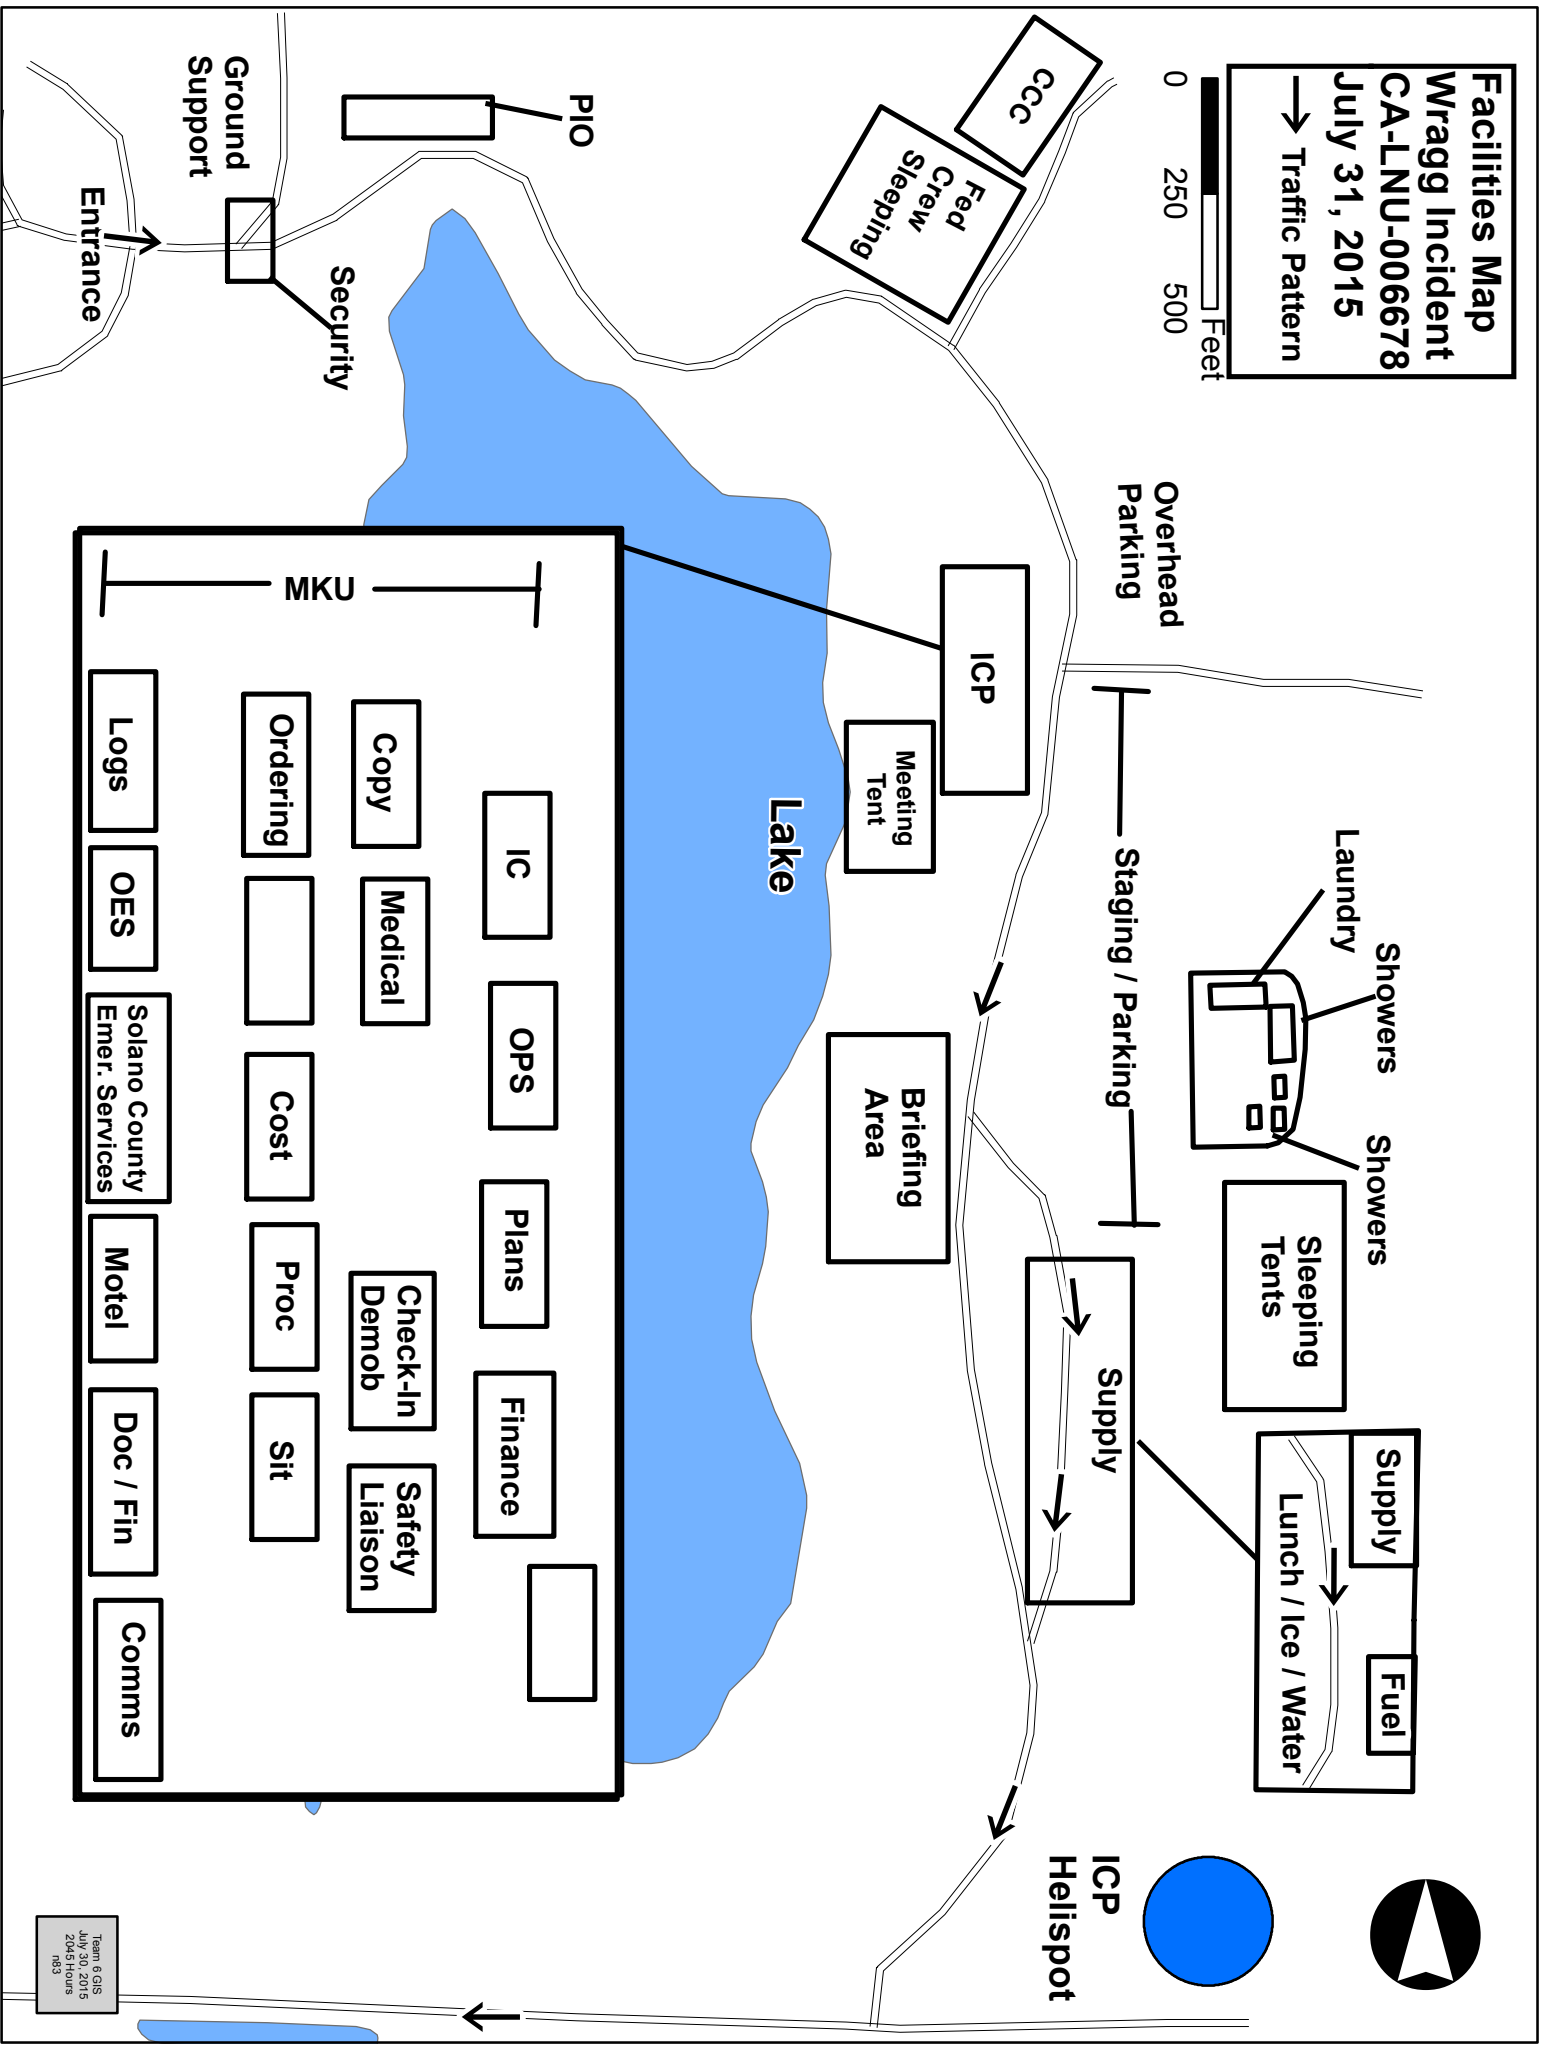 Facilities Map
Wragg Incident
CA-LNU-006678
July 31, 2015
Traffic Pattern
0 250 500
Feet
CCC
Fed
Crew
Sleeping
PIO
Ground
Support
Security
Entrance
Overhead
Parking
ICP
Meeting
Tent
Staging / Parking
Laundry
Showers
Showers
Sleeping
Tents
Supply
Fuel
Lunch / Ice / Water
Supply
Briefing
Area
Lake
ICP
Helispot
MKU
IC
OPS
Plans
Finance
Copy
Medical
Check-In
Demob
Safety
Liaison
Ordering
Cost
Proc
Sit
Logs
OES
Solano County
Emer. Services
Motel
Doc / Fin
Comms
Team 6 GIS
July 30, 2015
2045 Hours
n83